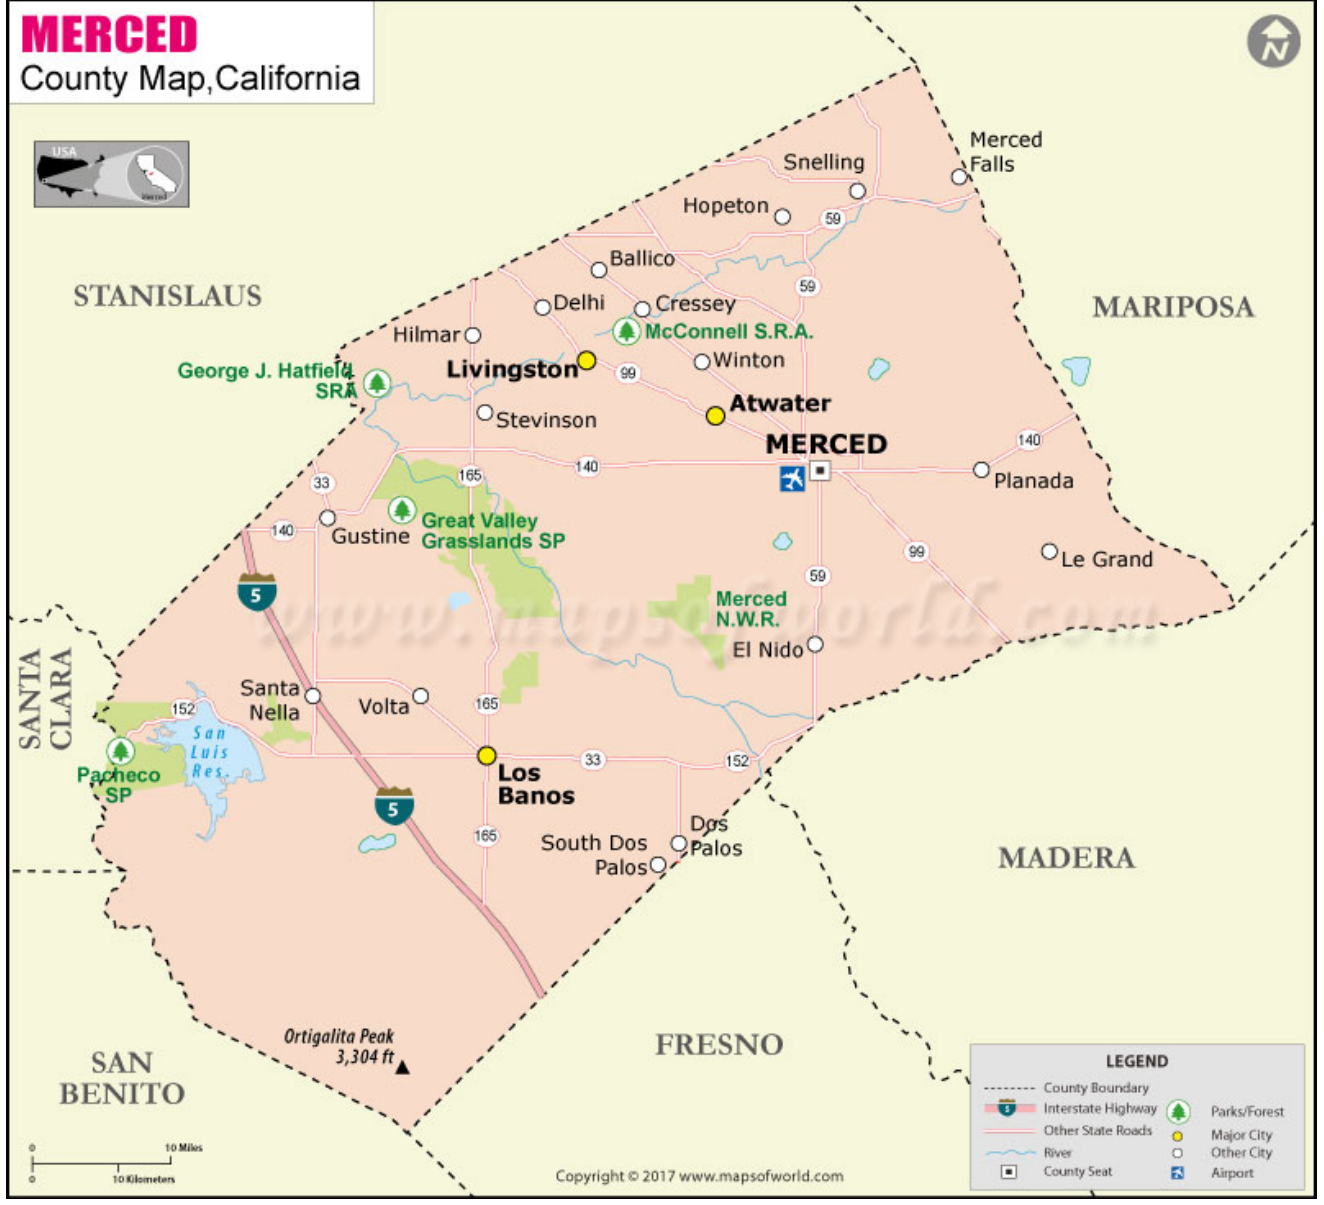 MERCED
County Map,California
N
USA
Merced
Merced
Falls
Snelling
Hopeton
59
Ballico
59
STANISLAUS
MARIPOSA
Delhi
Cressey
Hilmar
McConnell S.R.A.
George J. Hatfield
SRA
Livingston
99
Winton
Stevinson
Atwater
MERCED
140
165
140
33
Planada
Gustine
Great Valley
Grasslands SP
140
99
Le Grand
5
59
Merced
N.W.R.
www.mapsofworld.com
El Nido
SANTA
CLARA
Santa
Nella
Volta
165
152
San
Luis
Res.
Pacheco
SP
33
152
Los
Banos
5
165
Dos
Palos
South Dos
Palos
MADERA
Ortigalita Peak
3,304 ft
FRESNO
SAN
BENITO
0
10 Miles
0
10 Kilometers
Copyright © 2017 www.mapsofworld.com
LEGEND
County Boundary
5
Interstate Highway
Other State Roads
River
County Seat
Parks/Forest
Major City
Other City
Airport